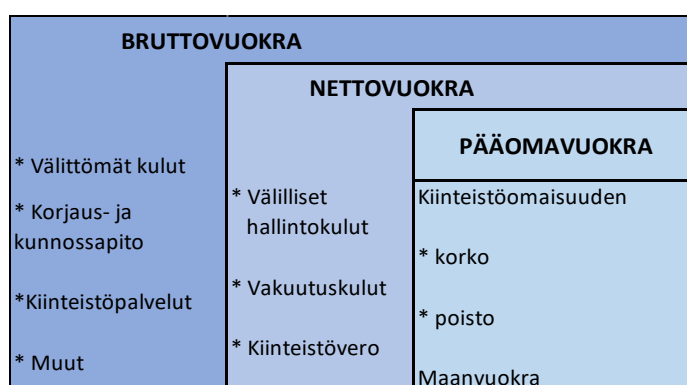 BRUTTOVUOKRA
* Välittömät kulut
* Korjaus- ja
kunnossapito
*Kiinteistöpalvelut
* Muut
NETTOVUOKRA
* Välilliset
hallintokulut
* Vakuutuskulut
* Kiinteistövero
PÄÄOMAVUOKRA
Kiinteistöomaisuuden
* korko
* poisto
Maanvuokra